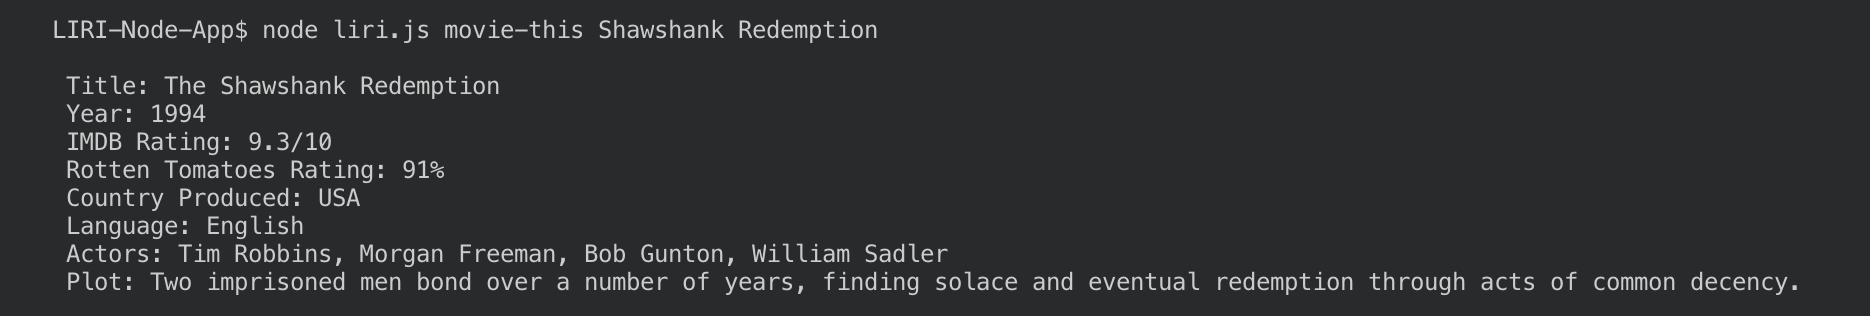 LIRI-Node-App$ node liri.js movie-this Shawshank Redemption
Title: The Shawshank Redemption
Year: 1994
IMDB Rating: 9.3/10
Rotten Tomatoes Rating: 91%
Country Produced: USA
Language: English
Actors: Tim Robbins, Morgan Freeman, Bob Gunton, William Sadler
Plot: Two imprisoned men bond over a number of years, finding solace and eventual redemption through acts of common decency.